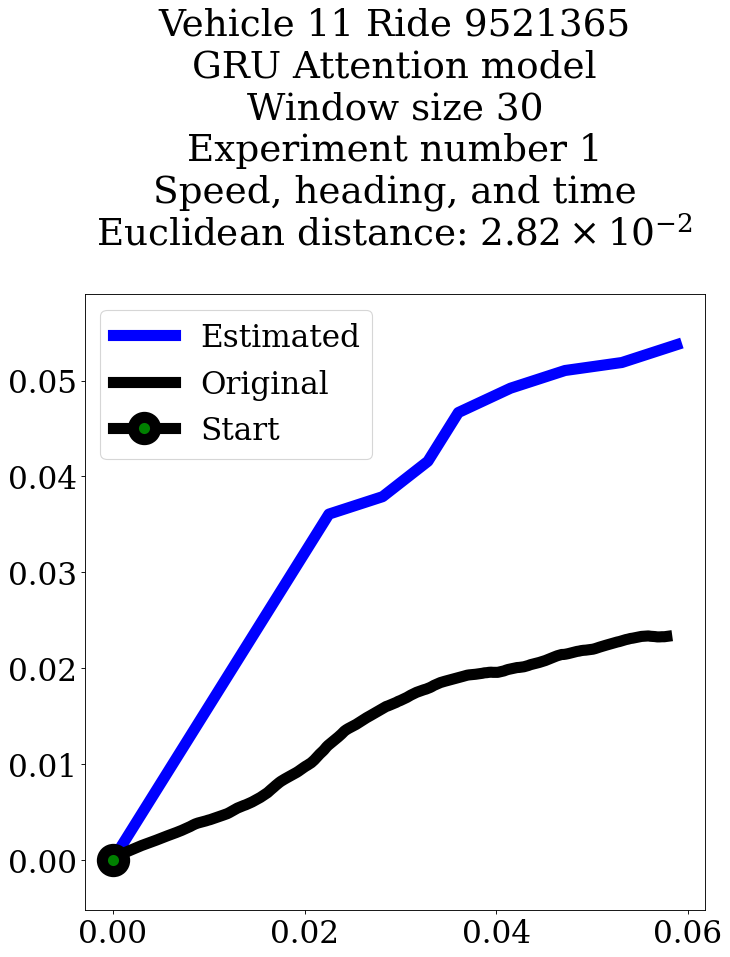 Vehicle 11 Ride 9521365
GRU Attention model
Window size 30
Experiment number 1
Speed, heading, and time
Euclidean distance: 2.82 × 10⁻²
Estimated
Original
Start
0.05
0.04
0.03
0.02
0.01
0.00
0.00 0.02 0.04 0.06